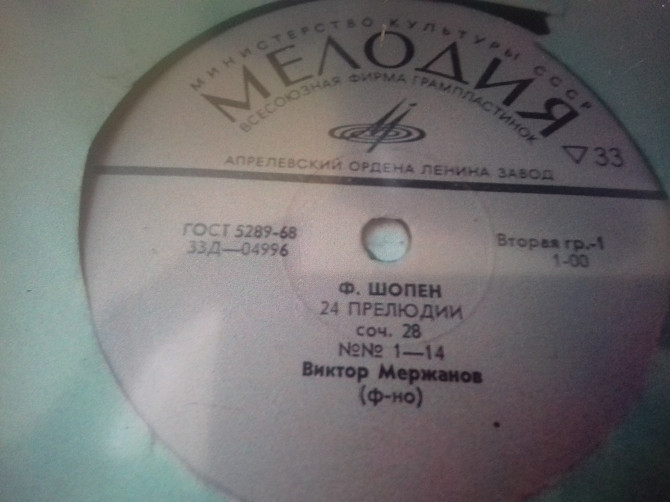 МИНИСТЕРСТВО КУЛЬТУРЫ СССР
МЕЛОДИЯ
ВСЕСОЮЗНАЯ ФИРМА ГРАМПЛАСТИНОК
АПРЕЛЕВСКИЙ ОРДЕНА ЛЕНИНА ЗАВОД
▽33
ГОСТ 5289-68
33Д—04996
Вторая гр.-1
1-00
Ф. ШОПЕН
24 ПРЕЛЮДИИ
соч. 28
№№ 1—14
Виктор Мержанов
(ф-но)